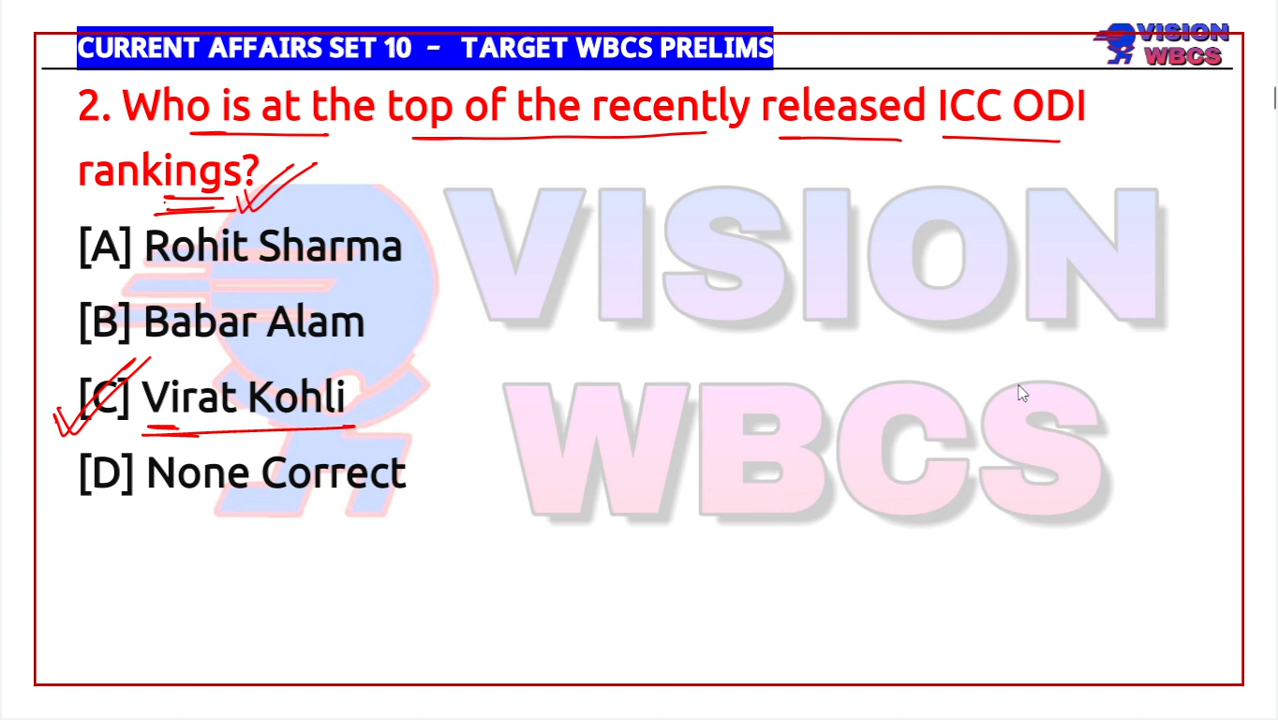 CURRENT AFFAIRS SET 10 – TARGET WBCS PRELIMS
VISION
WBCS
2. Who is at the top of the recently released ICC ODI
rankings?
[A] Rohit Sharma
[B] Babar Alam
[C] Virat Kohli
[D] None Correct
VISION
WBCS